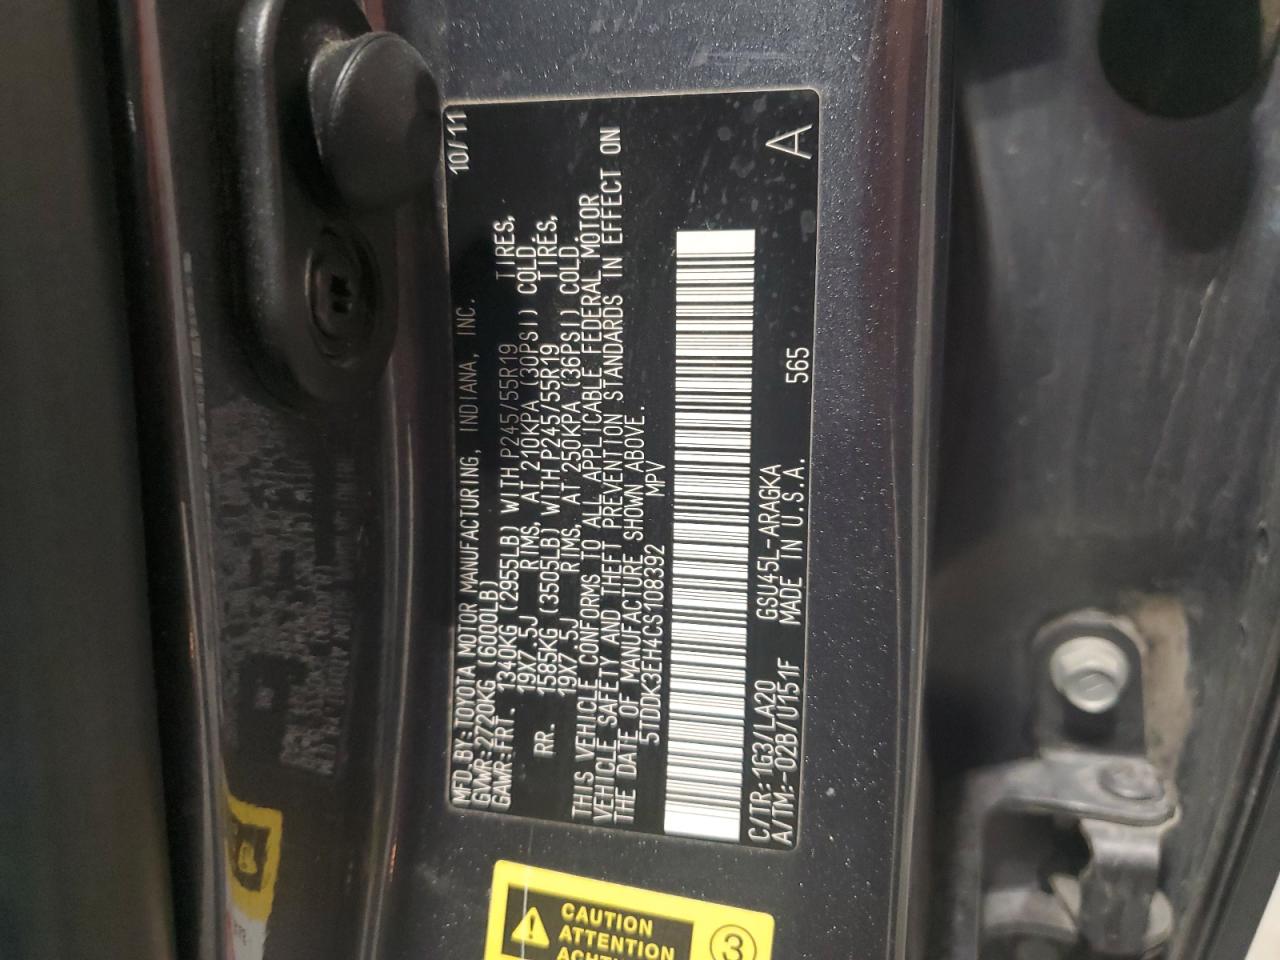 MFD.BY:TOYOTA MOTOR MANUFACTURING, INDIANA, INC. 10/11
GVWR:2720KG (6000LB)
GAWR:FRT. 1340KG (2955LB) WITH P245/55R19 TIRES,
19X7.5J RIMS, AT 210KPA (30PSI) COLD
RR. 1585KG (3505LB) WITH P245/55R19 TIRES,
19X7.5J RIMS, AT 250KPA (36PSI) COLD.
THIS VEHICLE CONFORMS TO ALL APPLICABLE FEDERAL MOTOR
VEHICLE SAFETY AND THEFT PREVENTION STANDARDS IN EFFECT ON
THE DATE OF MANUFACTURE SHOWN ABOVE.
5TDDK3EH4CS108392 MPV
C/TR:1G3/LA20 GSU45L-ARAGKA
A/TM:-02B/U151F MADE IN U.S.A. 565 A
CAUTION
ATTENTION
3